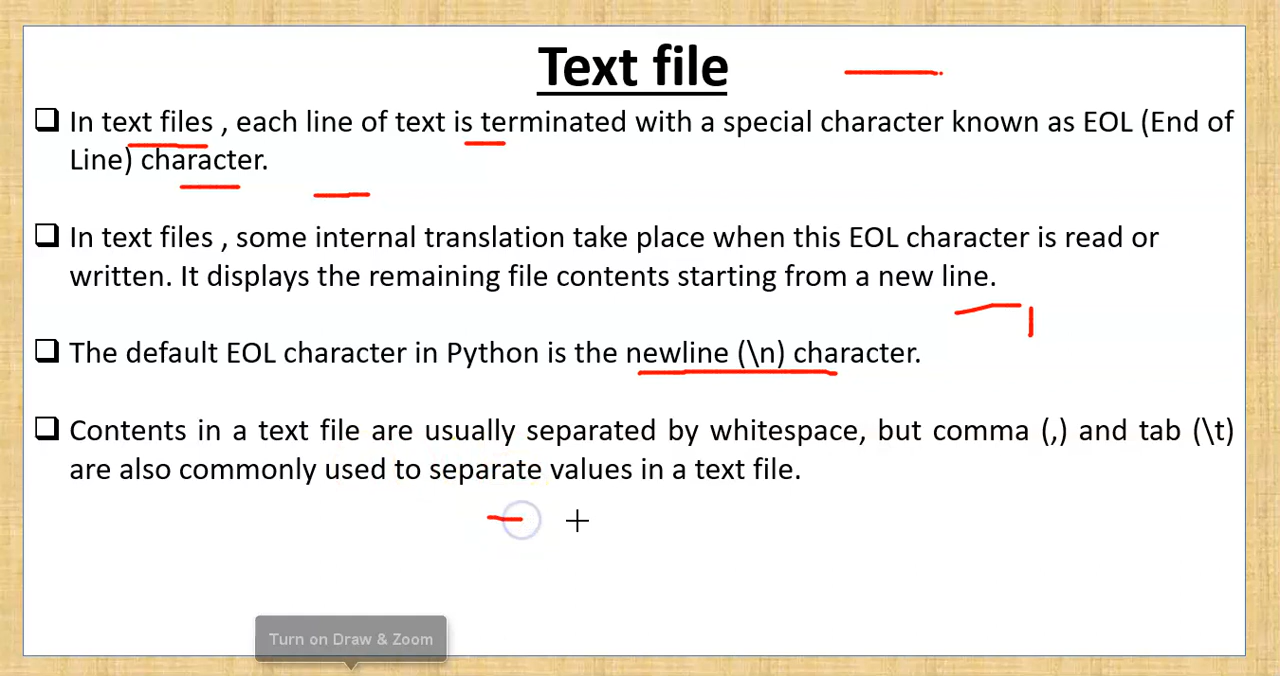 Text file
❑ In text files , each line of text is terminated with a special character known as EOL (End of
Line) character.
❑ In text files , some internal translation take place when this EOL character is read or
written. It displays the remaining file contents starting from a new line.
❑ The default EOL character in Python is the newline (\n) character.
❑ Contents in a text file are usually separated by whitespace, but comma (,) and tab (\t)
are also commonly used to separate values in a text file.
Turn on Draw & Zoom